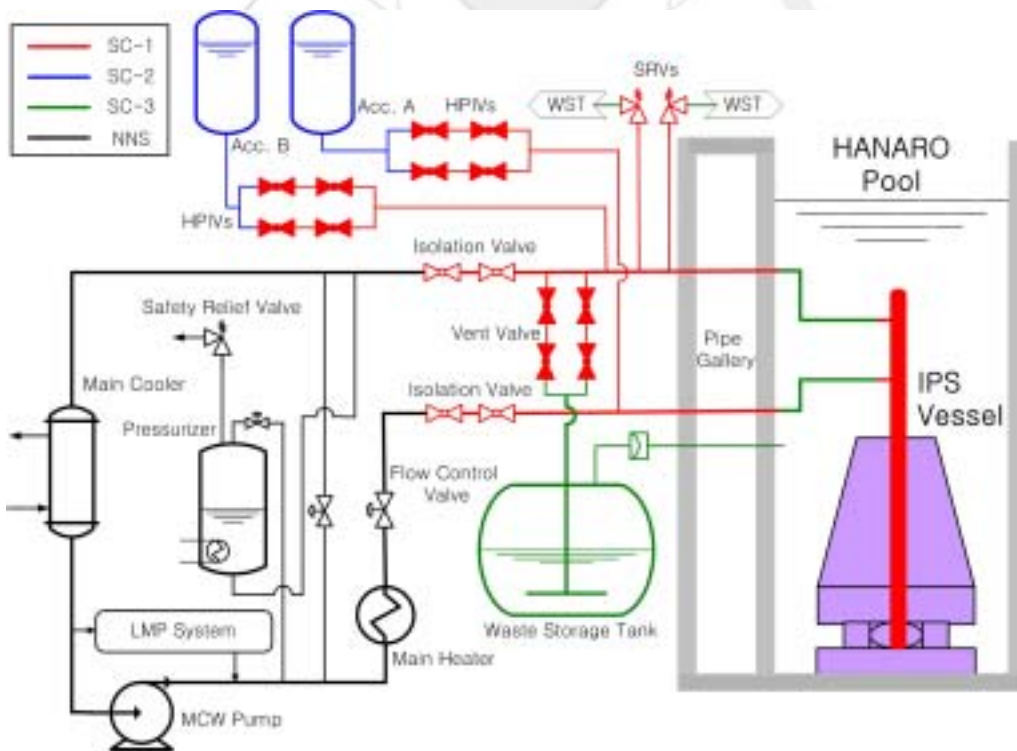 SC-1
SC-2
SC-3
NNS
SRVs
WST
WST
Acc. A
HPIVs
Acc. B
HPIVs
HANARO
Pool
Isolation Valve
Safety Relief Valve
Vent Valve
Pipe
Gallery
Main Cooler
Isolation Valve
IPS
Vessel
Pressurizer
Flow Control
Valve
LMP System
Waste Storage Tank
Main Heater
MCW Pump